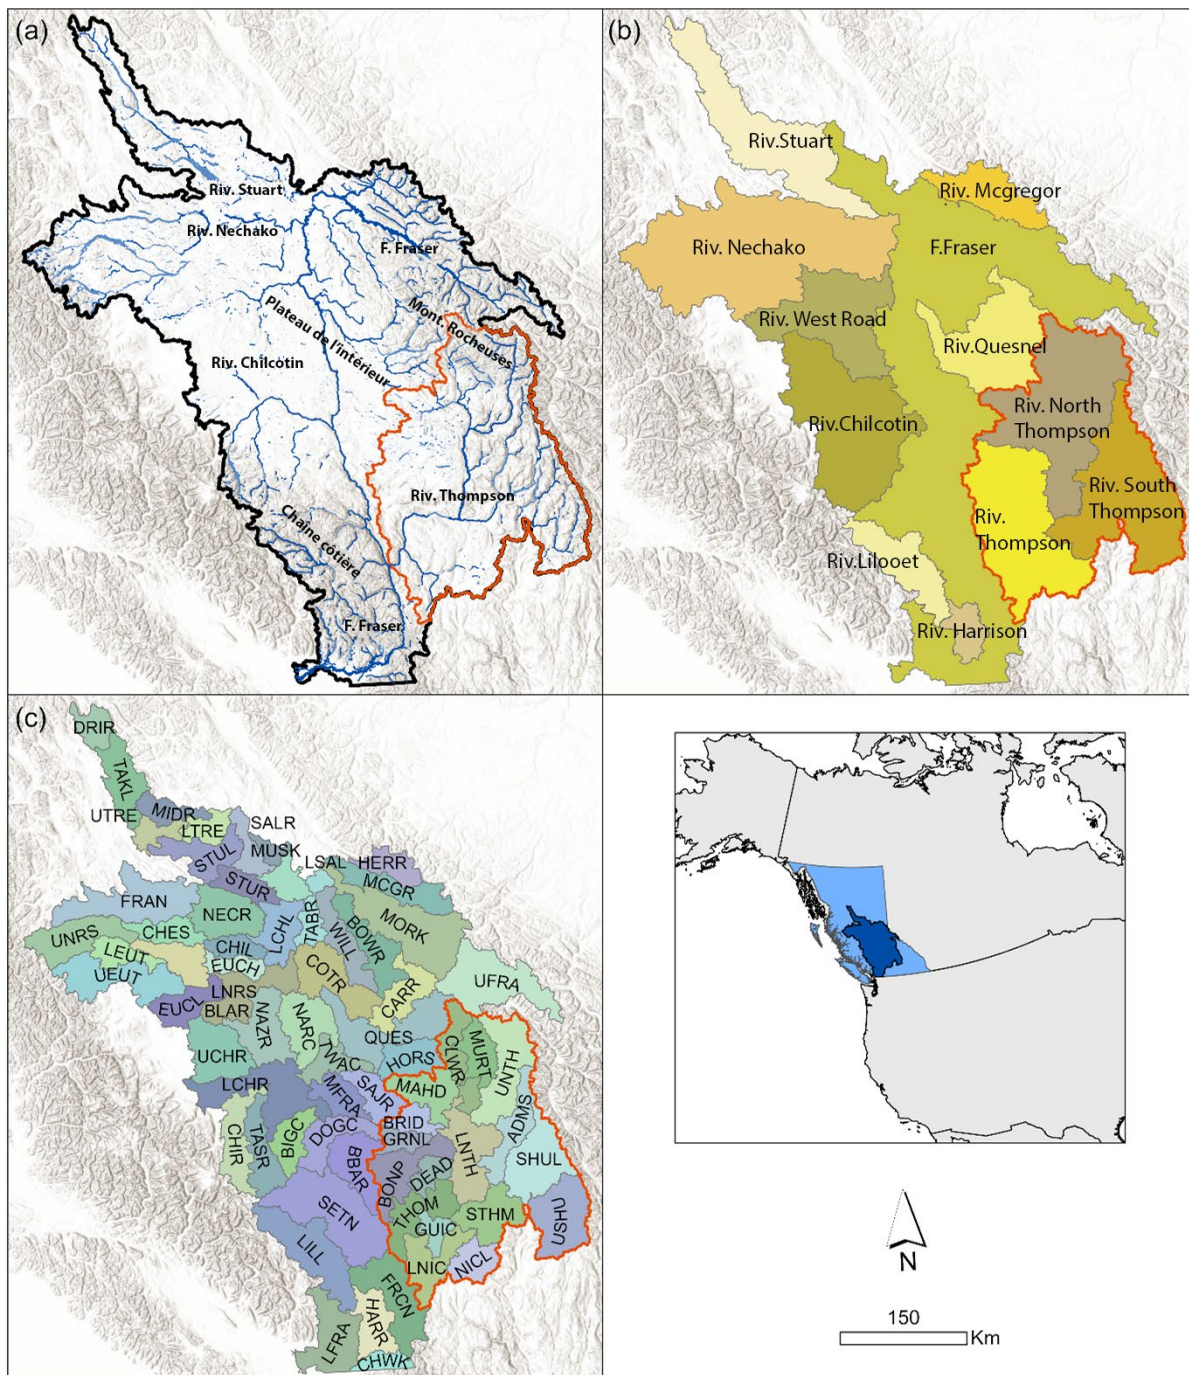 (a)
Riv. Stuart
Riv. Nechako
F. Fraser
Plateau de l'intérieur
Mont. Rocheuses
Riv. Chilcotin
Riv. Thompson
Chaîne côtière
F. Fraser
(b)
Riv.Stuart
Riv. Mcgregor
Riv. Nechako
F.Fraser
Riv. West Road
Riv.Quesnel
Riv.Chilcotin
Riv. North
Thompson
Riv. South
Thompson
Riv.
Thompson
Riv.Lilooet
Riv. Harrison
(c)
DRIR
TAKL
UTRE
MIDR
LTRE
SALR
STUL
MUSK
LSAL
HERR
STUR
MCGR
FRAN
NECR
LCHL
TABR
WILL
BOWR
MORK
UNRS
CHES
LEUT
CHIL
EUCH
UEUT
COTR
CARR
UFRA
EUCL
LNRS
BLAR
NAZR
NARC
TWAC
QUES
HORS
UCHR
CLWR
MURT
UNTH
LCHR
MFRA
SAJR
MAHD
CHIR
TASR
BIGC
DOGC
BBAR
BRID
GRNL
LNTH
ADMS
SHUL
BONP
DEAD
SETN
THOM
GUIC
STHM
USHU
LILL
LNIC
NICL
FRCN
HARR
LFRA
CHWK
N
150
Km